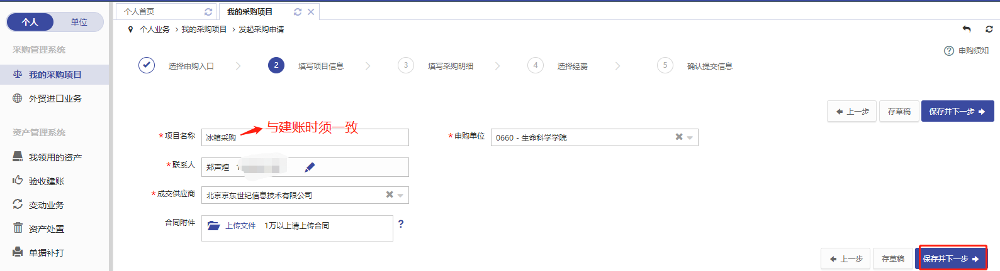 个人首页
我的采购项目
个人
单位
个人业务 > 我的采购项目 > 发起采购申请
采购管理系统
申购须知
选择申购入口
2 填写项目信息
3 填写采购明细
4 选择经费
5 确认提交信息
我的采购项目
外贸进口业务
上一步
存草稿
保存并下一步
资产管理系统
与建账时须一致
*项目名称
冰箱采购
*申购单位
0660 - 生命科学学院
我领用的资产
*联系人
郑声煊
验收建账
*成交供应商
北京京东世纪信息技术有限公司
变动业务
合同附件
上传文件
1万以上请上传合同
?
资产处置
单据补打
上一步
存草稿
保存并下一步